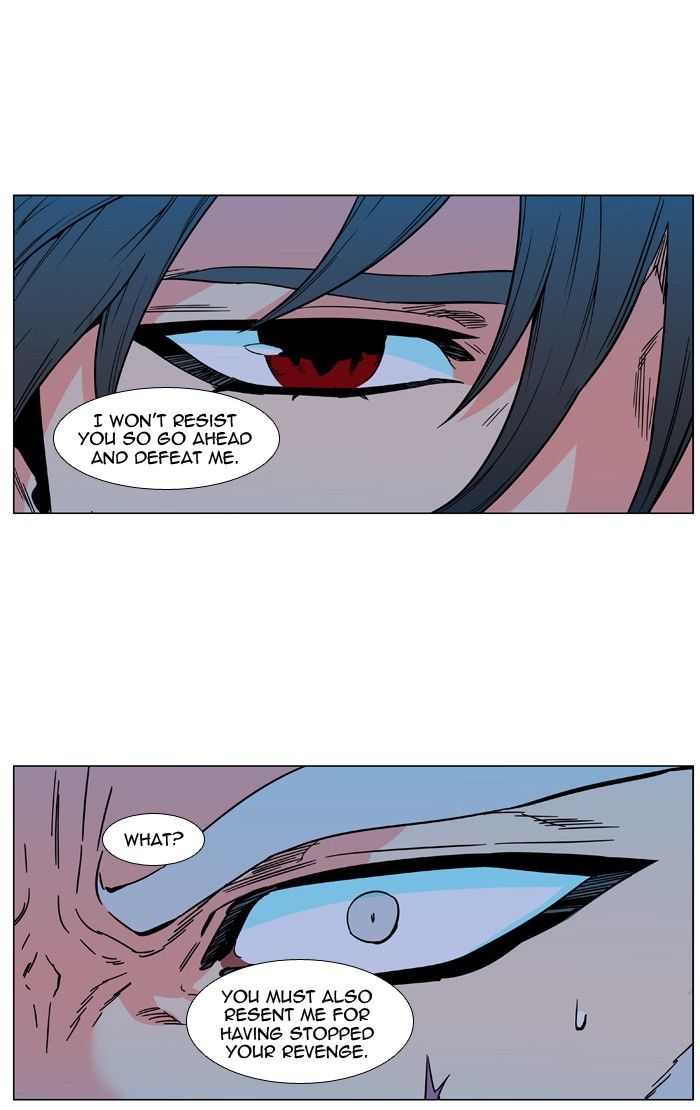 I WON'T RESIST
YOU SO GO AHEAD
AND DEFEAT ME.
WHAT?
YOU MUST ALSO
RESENT ME FOR
HAVING STOPPED
YOUR REVENGE.